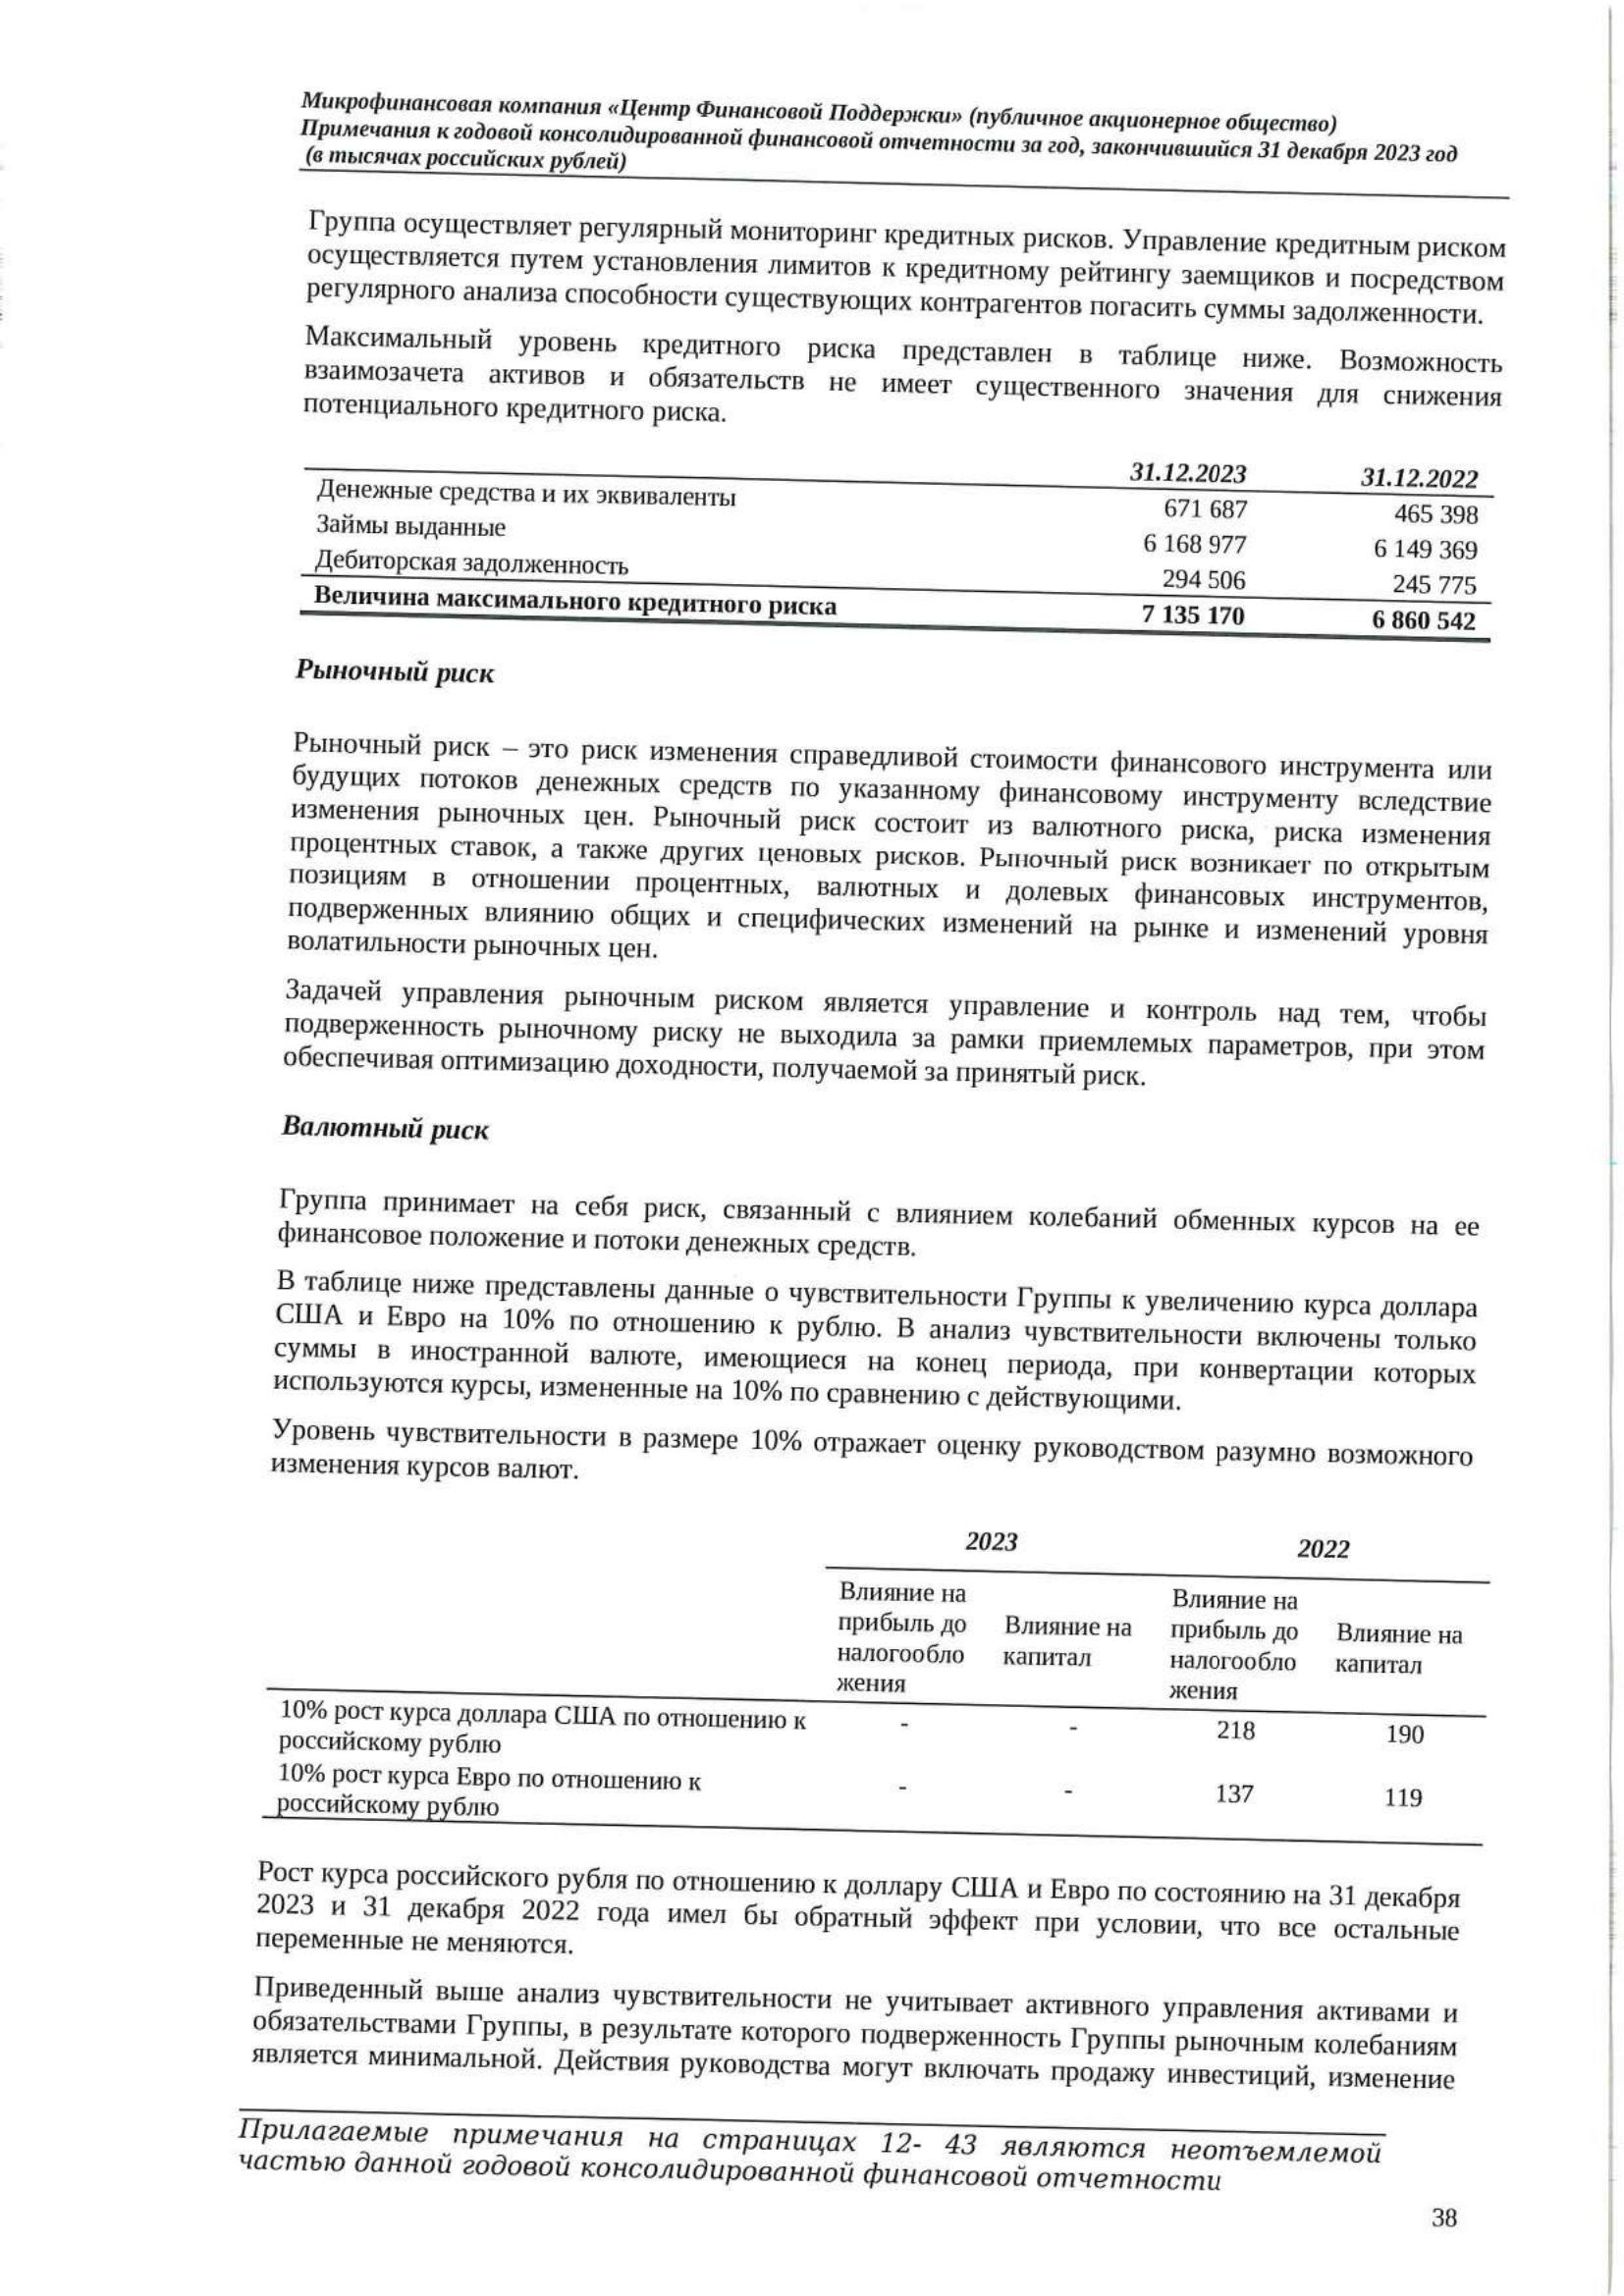 Микрофинансовая компания «Центр Финансовой Поддержки» (публичное акционерное общество)
Примечания к годовой консолидированной финансовой отчетности за год, закончившийся 31 декабря 2023 год
(в тысячах российских рублей)
Группа осуществляет регулярный мониторинг кредитных рисков. Управление кредитным риском
осуществляется путем установления лимитов к кредитному рейтингу заемщиков и посредством
регулярного анализа способности существующих контрагентов погасить суммы задолженности.
Максимальный уровень кредитного риска представлен в таблице ниже. Возможность
взаимозачета активов и обязательств не имеет существенного значения для снижения
потенциального кредитного риска.
31.12.2023 31.12.2022
Денежные средства и их эквиваленты 671 687 465 398
Займы выданные 6 168 977 6 149 369
Дебиторская задолженность 294 506 245 775
Величина максимального кредитного риска 7 135 170 6 860 542
Рыночный риск
Рыночный риск – это риск изменения справедливой стоимости финансового инструмента или
будущих потоков денежных средств по указанному финансовому инструменту вследствие
изменения рыночных цен. Рыночный риск состоит из валютного риска, риска изменения
процентных ставок, а также других ценовых рисков. Рыночный риск возникает по открытым
позициям в отношении процентных, валютных и долевых финансовых инструментов,
подверженных влиянию общих и специфических изменений на рынке и изменений уровня
волатильности рыночных цен.
Задачей управления рыночным риском является управление и контроль над тем, чтобы
подверженность рыночному риску не выходила за рамки приемлемых параметров, при этом
обеспечивая оптимизацию доходности, получаемой за принятый риск.
Валютный риск
Группа принимает на себя риск, связанный с влиянием колебаний обменных курсов на ее
финансовое положение и потоки денежных средств.
В таблице ниже представлены данные о чувствительности Группы к увеличению курса доллара
США и Евро на 10% по отношению к рублю. В анализ чувствительности включены только
суммы в иностранной валюте, имеющиеся на конец периода, при конвертации которых
используются курсы, измененные на 10% по сравнению с действующими.
Уровень чувствительности в размере 10% отражает оценку руководством разумно возможного
изменения курсов валют.
2023 2022
Влияние на Влияние на
прибыль до Влияние на прибыль до Влияние на
налогообло капитал налогообло капитал
жения жения
10% рост курса доллара США по отношению к - - 218 190
российскому рублю
10% рост курса Евро по отношению к - - 137 119
российскому рублю
Рост курса российского рубля по отношению к доллару США и Евро по состоянию на 31 декабря
2023 и 31 декабря 2022 года имел бы обратный эффект при условии, что все остальные
переменные не меняются.
Приведенный выше анализ чувствительности не учитывает активного управления активами и
обязательствами Группы, в результате которого подверженность Группы рыночным колебаниям
является минимальной. Действия руководства могут включать продажу инвестиций, изменение
Прилагаемые примечания на страницах 12- 43 являются неотъемлемой
частью данной годовой консолидированной финансовой отчетности
38